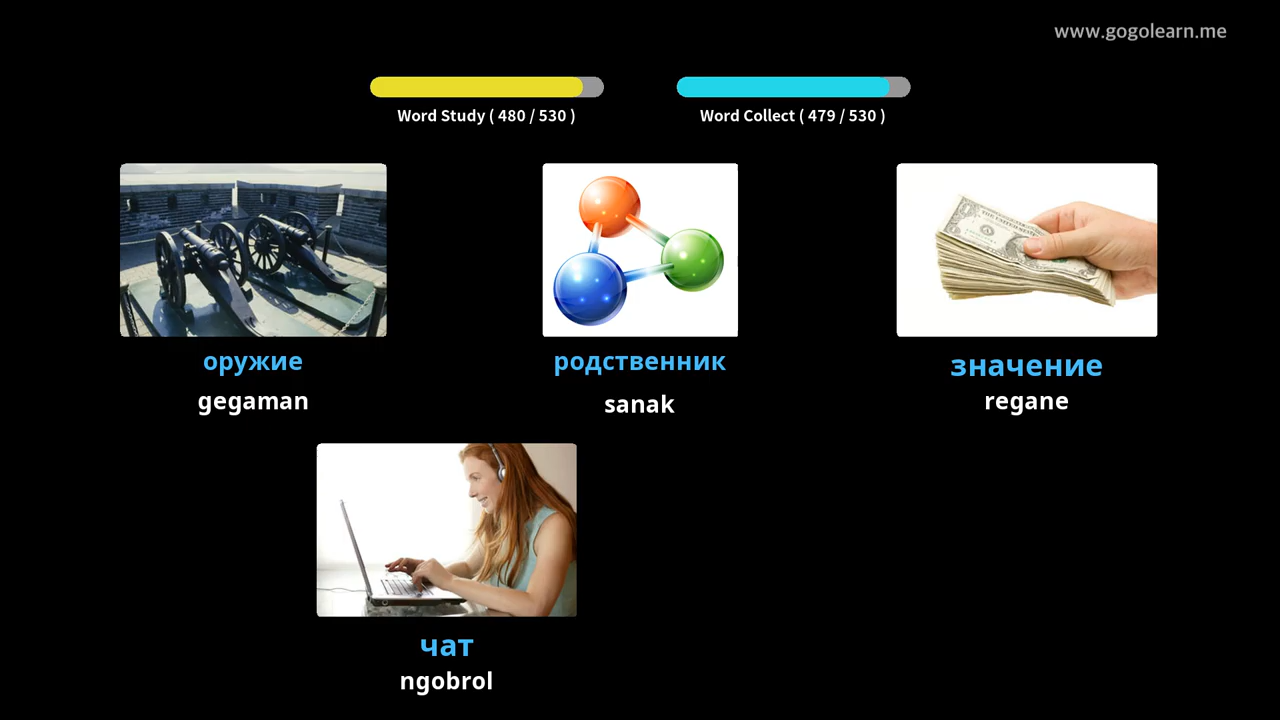 www.gogolearn.me
Word Study ( 480 / 530 )
Word Collect ( 479 / 530 )
оружие
gegaman
родственник
sanak
значение
regane
чат
ngobrol